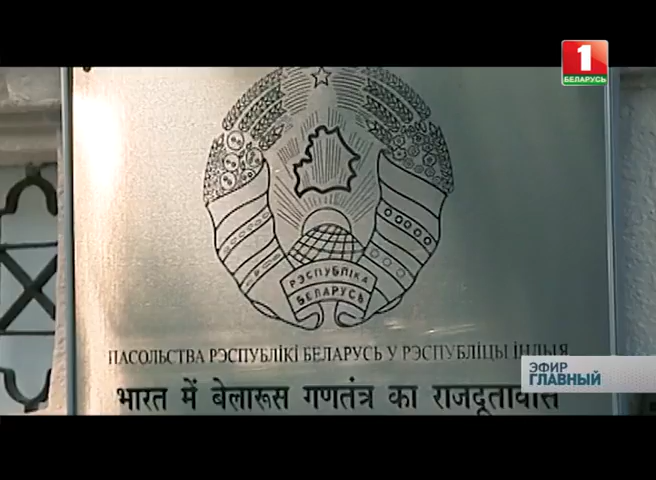 1
БЕЛАРУСЬ
РЭСПУБЛІКА
БЕЛАРУСЬ
ПАСОЛЬСТВА РЭСПУБЛІКІ БЕЛАРУСЬ У РЭСПУБЛІЦЫ ІНДЫЯ
भारत में बेलारूस गणतंत्र का राजदूतावास
ЭФИР
ГЛАВНЫЙ